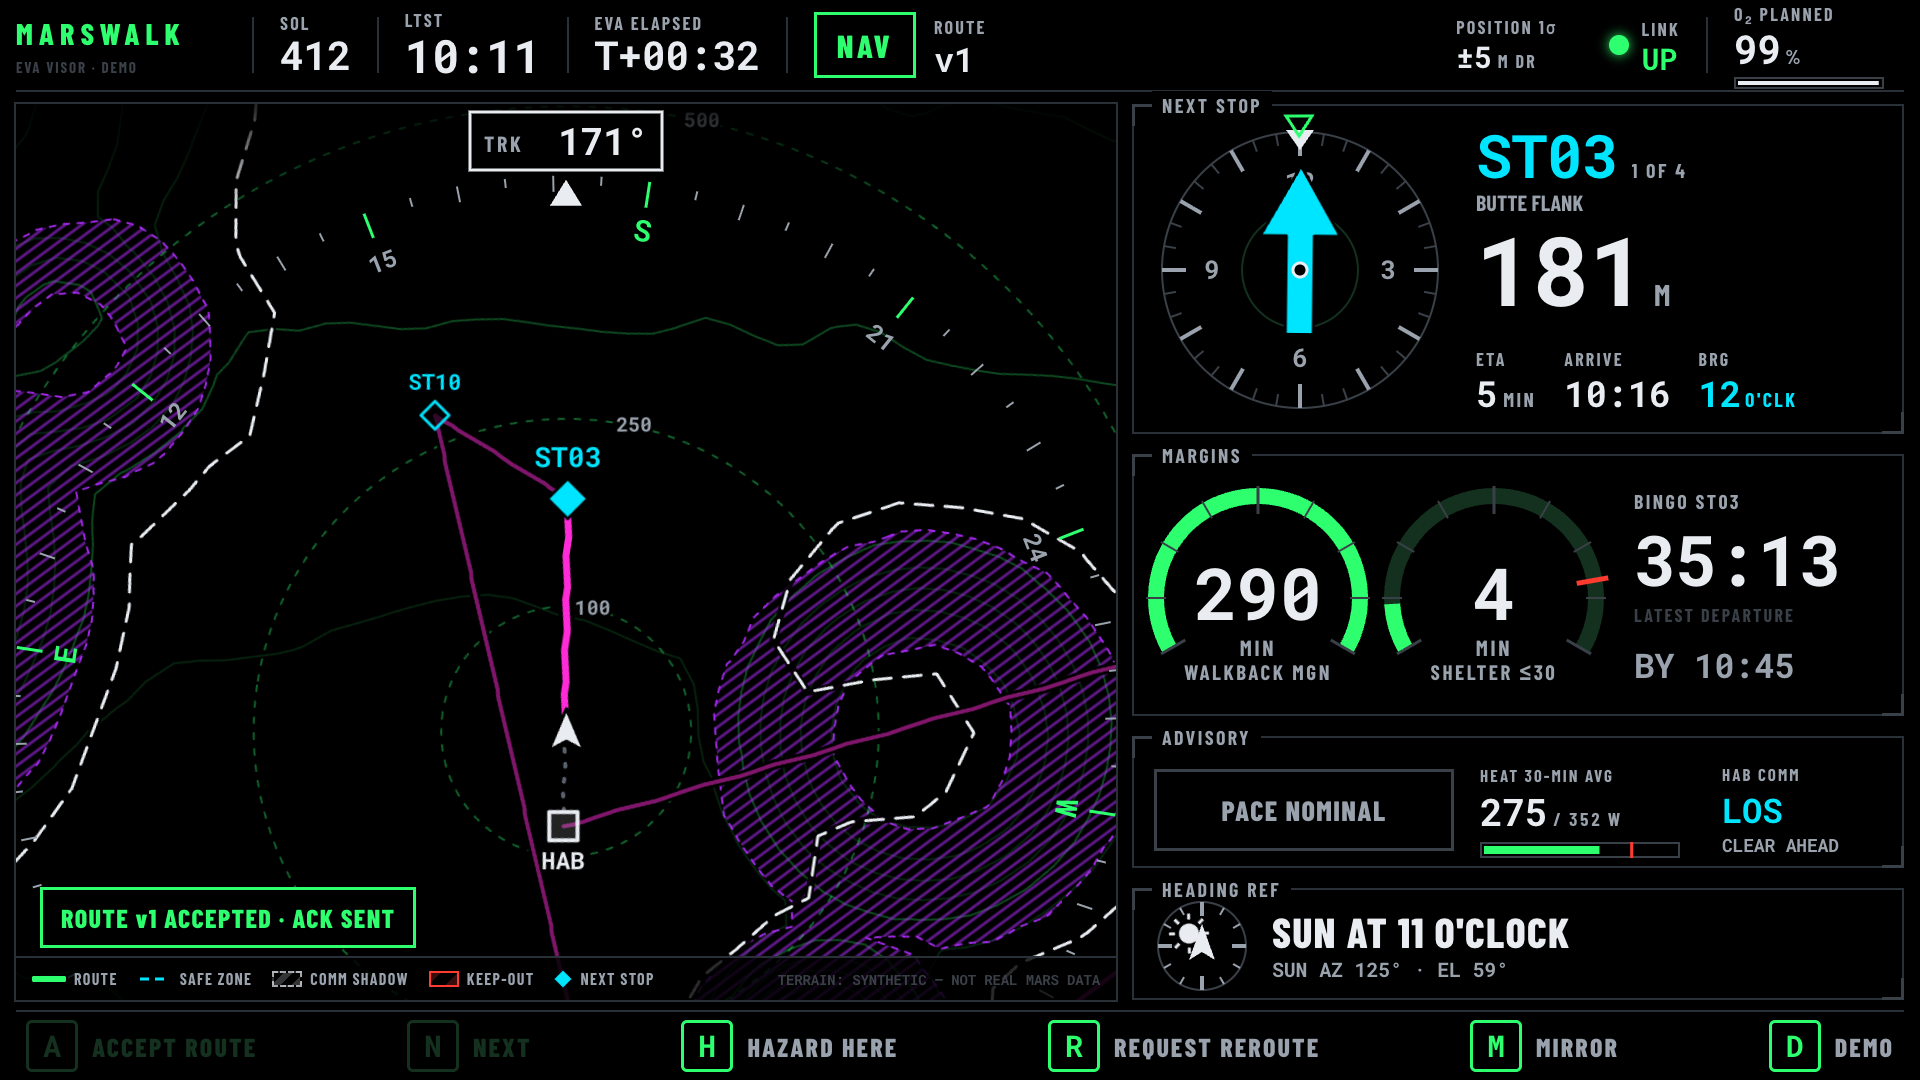 MARSWALK
EVA VISOR · DEMO
SOL
412
LTST
10:11
EVA ELAPSED
T+00:32
NAV
ROUTE
v1
POSITION 1σ
±5 M DR
LINK
UP
O₂ PLANNED
99 %
TRK 171°
500
S
15
21
12
24
E
W
ST10
250
ST03
100
HAB
ROUTE v1 ACCEPTED · ACK SENT
ROUTE
SAFE ZONE
COMM SHADOW
KEEP-OUT
NEXT STOP
TERRAIN: SYNTHETIC — NOT REAL MARS DATA
NEXT STOP
9
3
6
ST03 1 OF 4
BUTTE FLANK
181 M
ETA
5 MIN
ARRIVE
10:16
BRG
12 O'CLK
MARGINS
290
MIN
WALKBACK MGN
4
MIN
SHELTER ≤30
BINGO ST03
35:13
LATEST DEPARTURE
BY 10:45
ADVISORY
PACE NOMINAL
HEAT 30-MIN AVG
275 / 352 W
HAB COMM
LOS
CLEAR AHEAD
HEADING REF
SUN AT 11 O'CLOCK
SUN AZ 125° · EL 59°
A ACCEPT ROUTE
N NEXT
H HAZARD HERE
R REQUEST REROUTE
M MIRROR
D DEMO